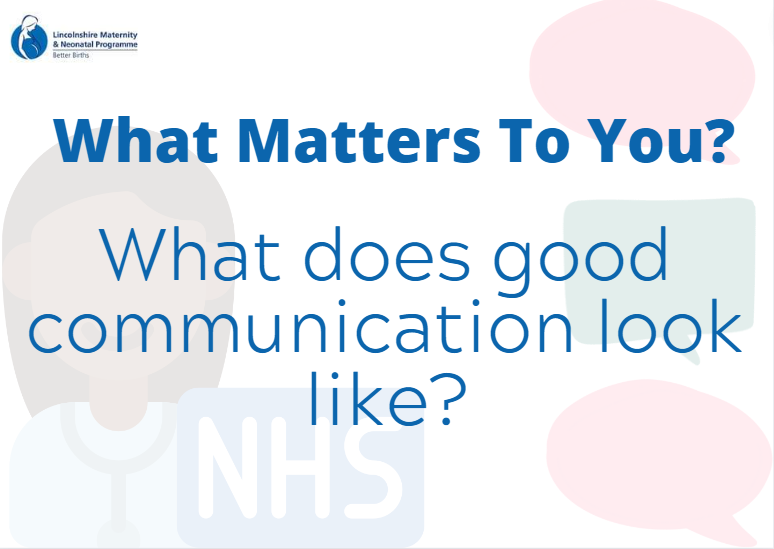 Lincolnshire Maternity
& Neonatal Programme
Better Births
What Matters To You?
What does good
communication look
like?
NHS